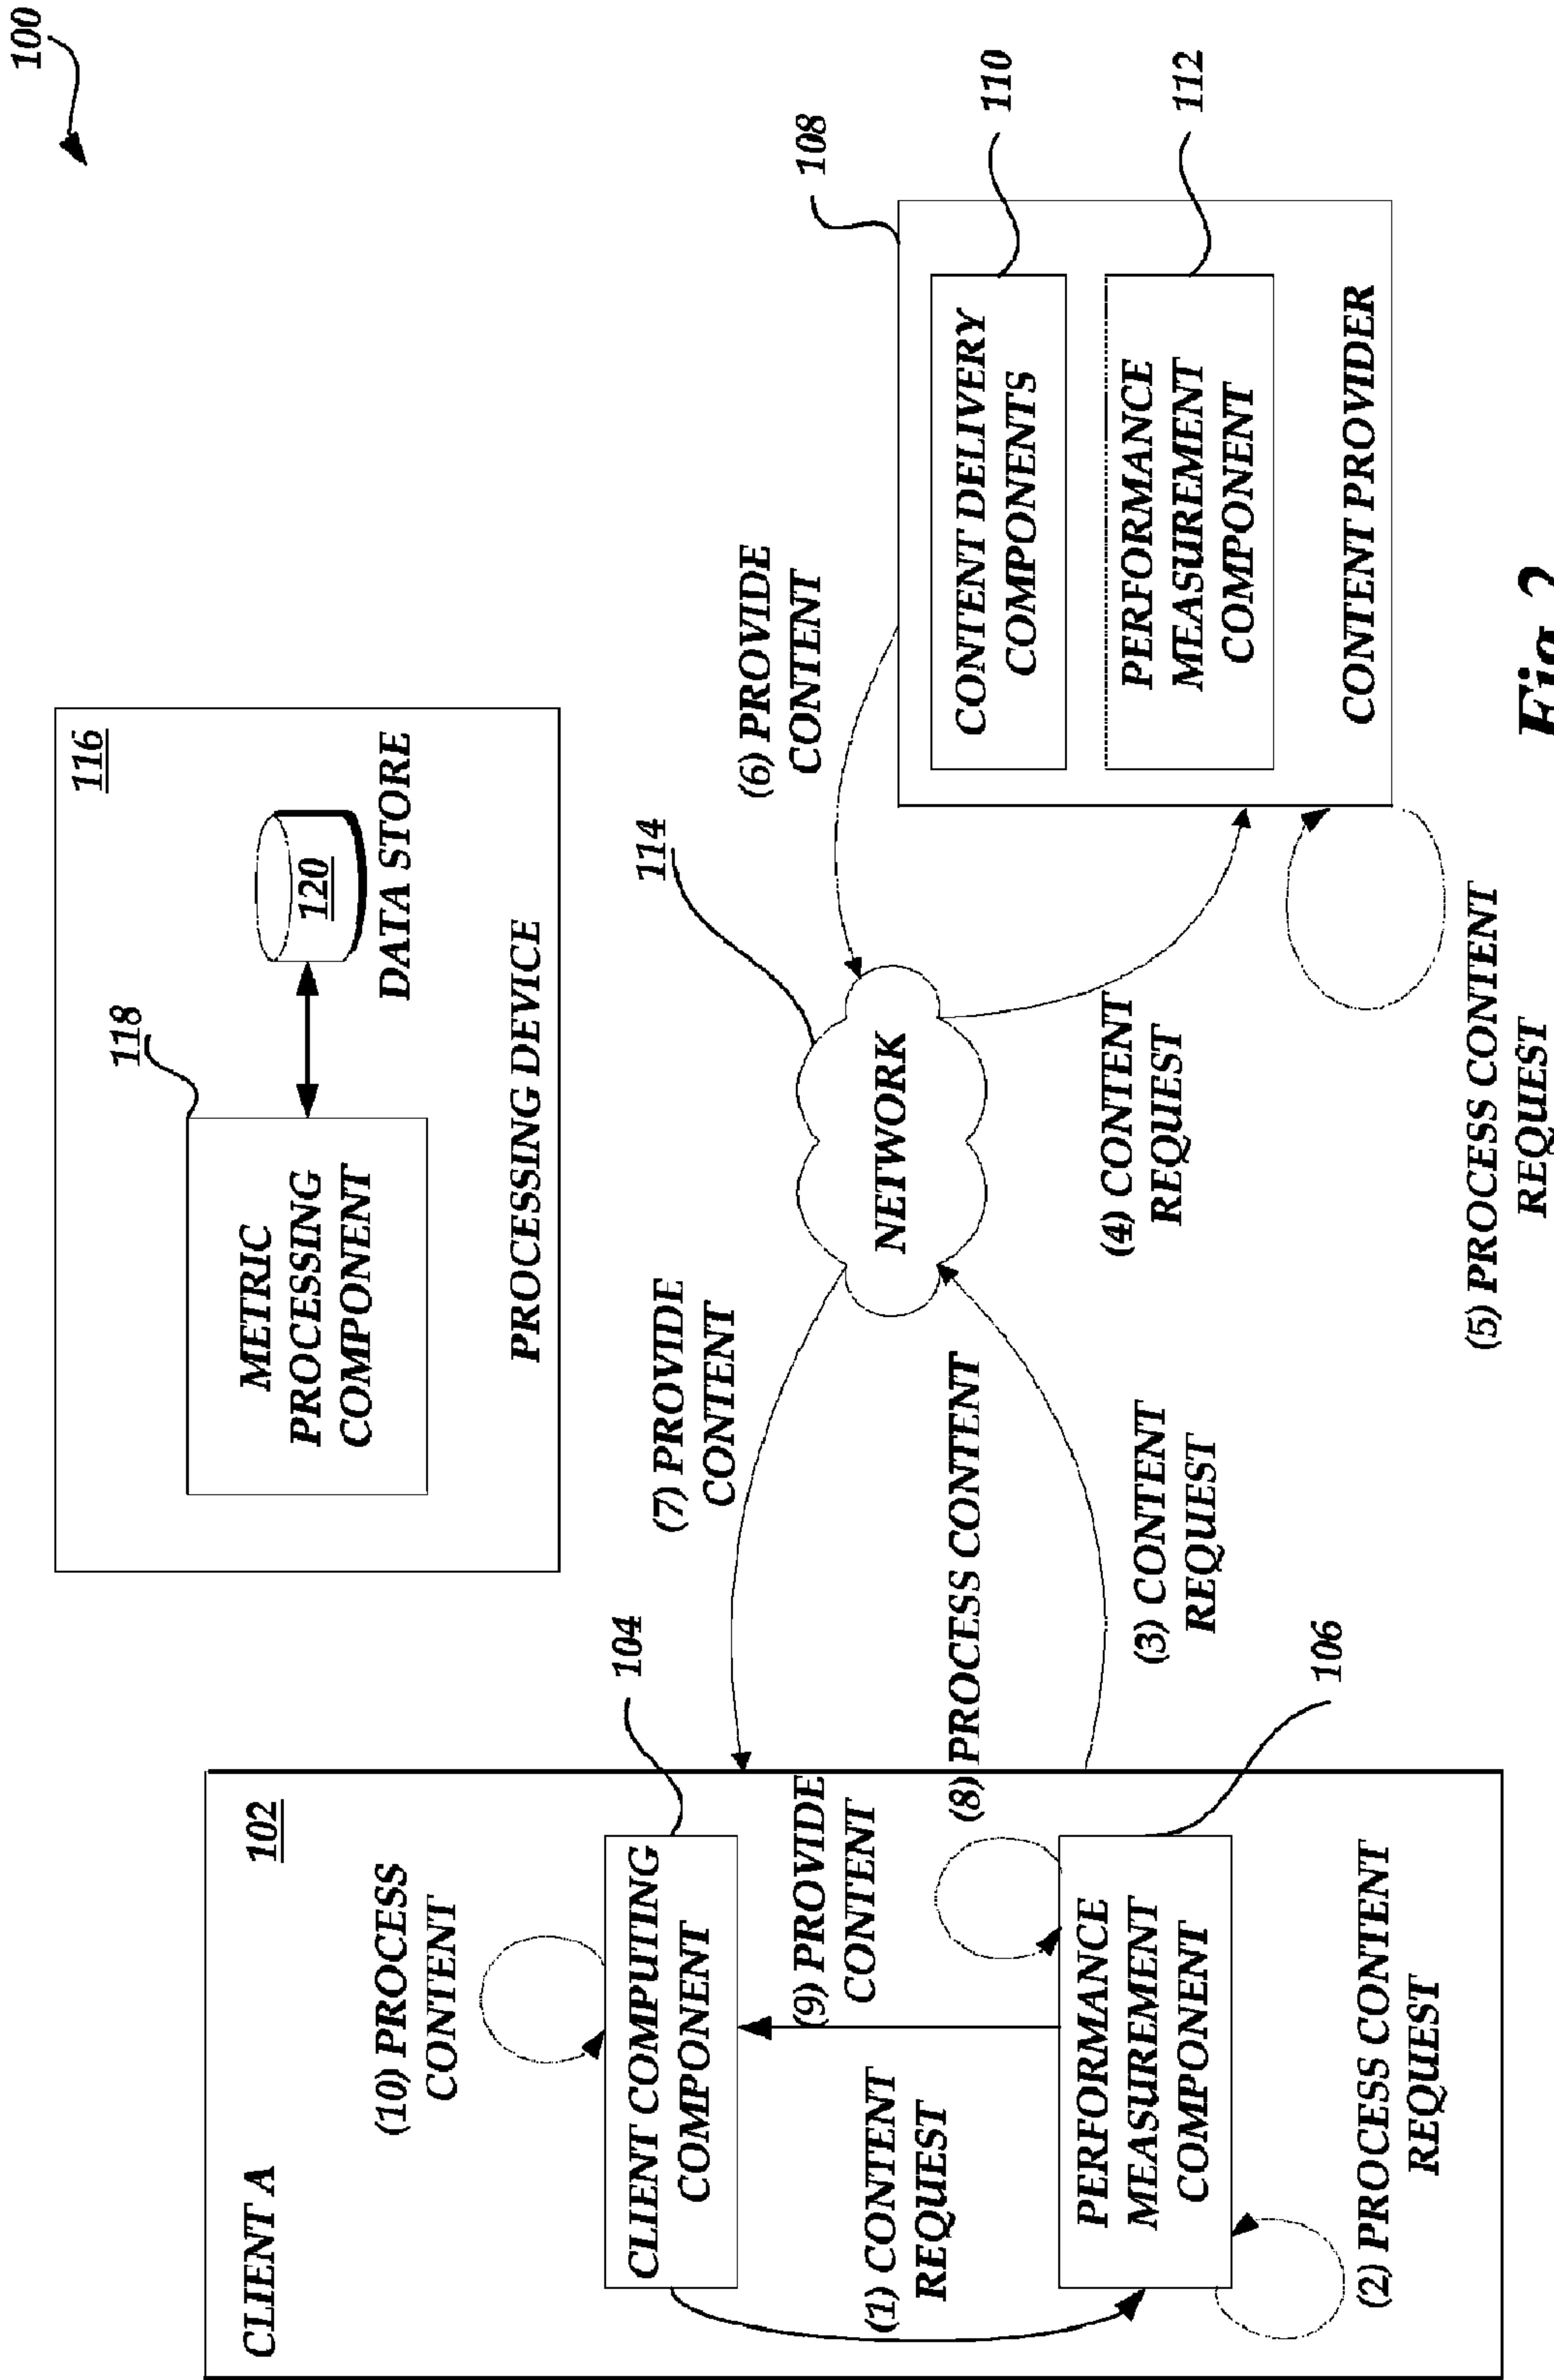 100
116
118
METRIC
PROCESSING
COMPONENT
120
DATA STORE
PROCESSING DEVICE
CLIENT A
102
(10) PROCESS
CONTENT
104
CLIENT COMPUTING
COMPONENT
(9) PROVIDE
CONTENT
(1) CONTENT
REQUEST
(8) PROCESS CONTENT
PERFORMANCE
MEASUREMENT
COMPONENT
106
(2) PROCESS CONTENT
REQUEST
(7) PROVIDE
CONTENT
(3) CONTENT
REQUEST
114
NETWORK
(6) PROVIDE
CONTENT
(4) CONTENT
REQUEST
(5) PROCESS CONTENT
REQUEST
108
CONTENT DELIVERY
COMPONENTS
110
PERFORMANCE
MEASUREMENT
COMPONENT
112
CONTENT PROVIDER
Fig.2